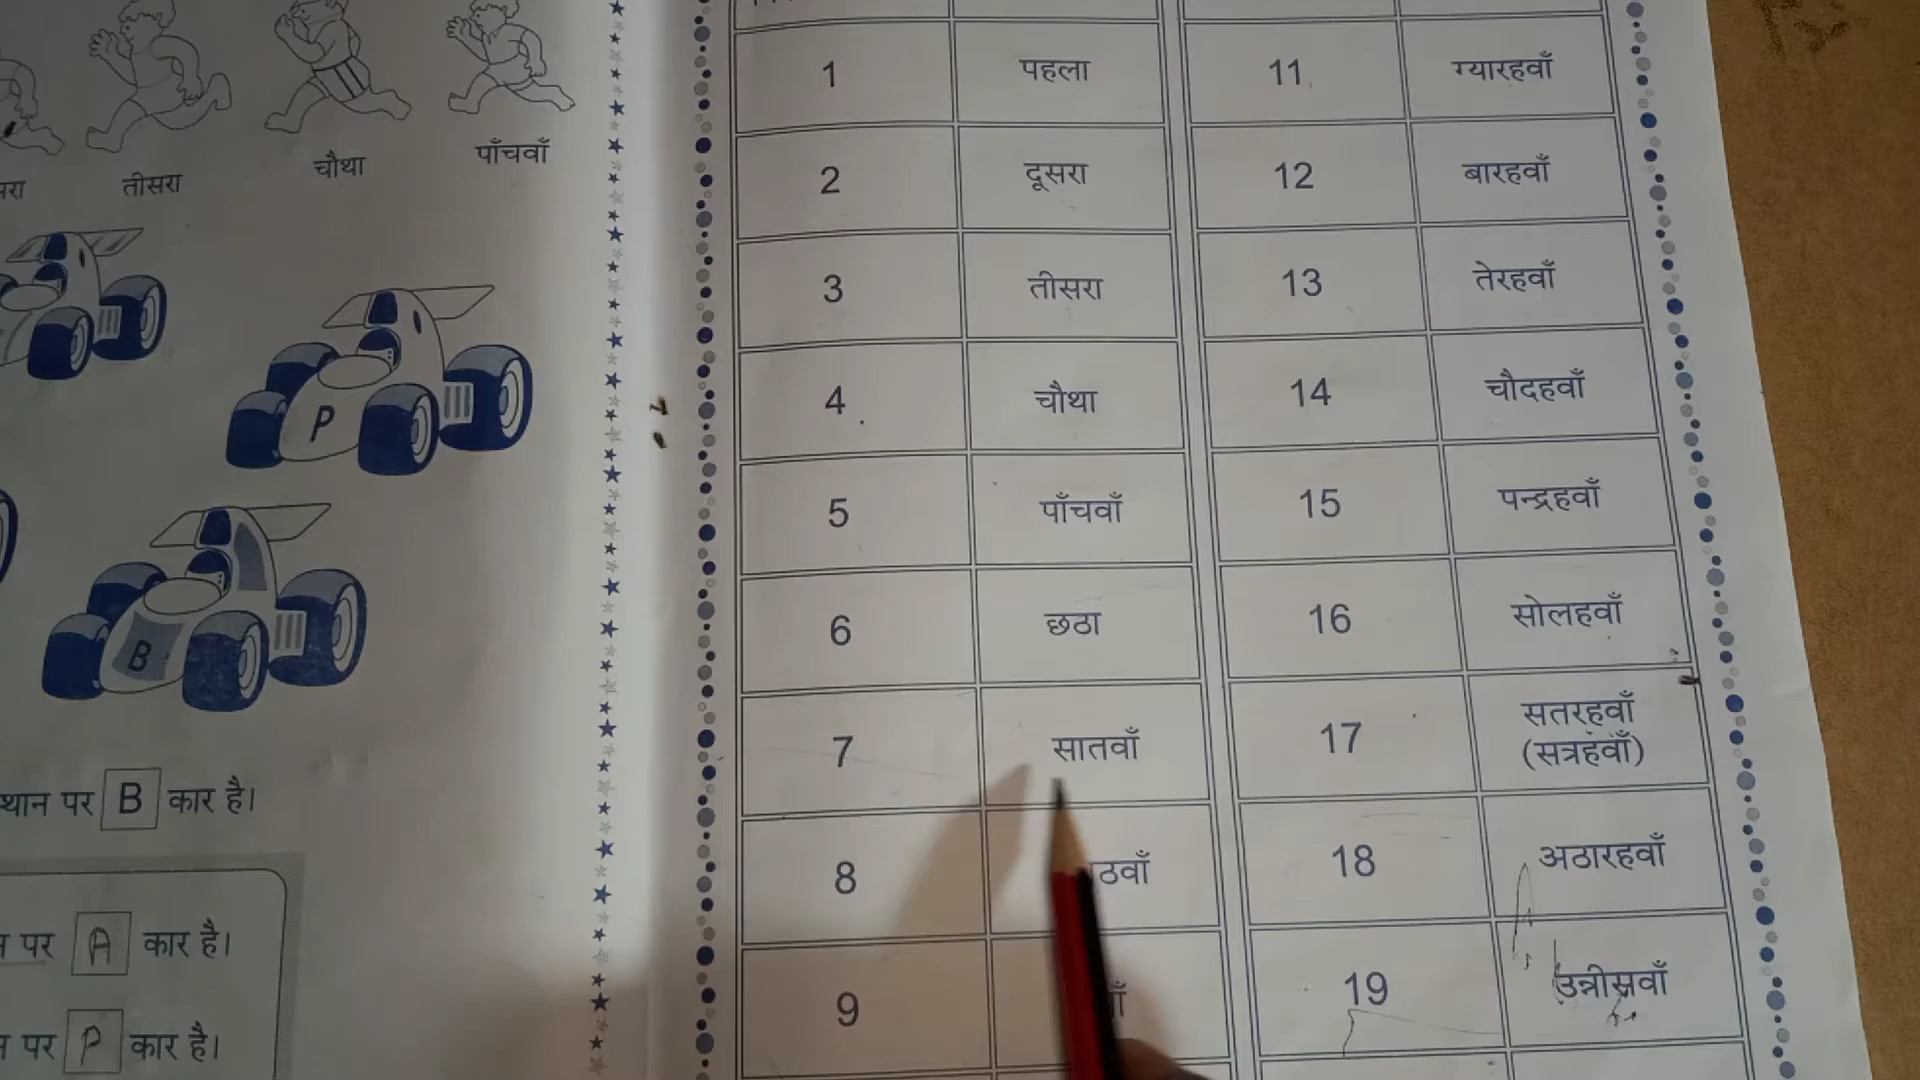 तीसरा
चौथा
पाँचवाँ
P
B
पर B कार है।
पर A कार है।
पर P कार है।
1 पहला 11 ग्यारहवाँ
2 दूसरा 12 बारहवाँ
3 तीसरा 13 तेरहवाँ
4 चौथा 14 चौदहवाँ
5 पाँचवाँ 15 पन्द्रहवाँ
6 छठा 16 सोलहवाँ
7 सातवाँ 17 सतरहवाँ
(सत्रहवाँ)
8 18 अठारहवाँ
9 19 उन्नीसवाँ